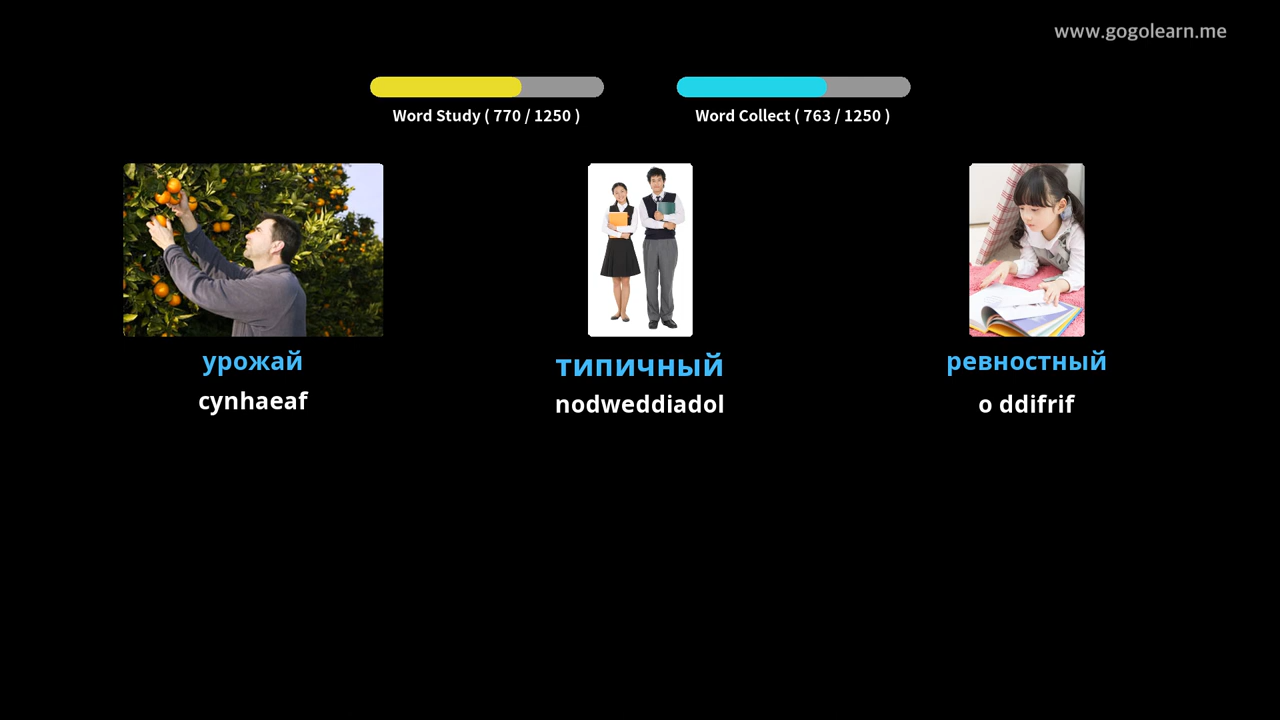 www.gogolearn.me
Word Study ( 770 / 1250 )
Word Collect ( 763 / 1250 )
урожай
типичный
ревностный
cynhaeaf
nodweddiadol
o ddifrif